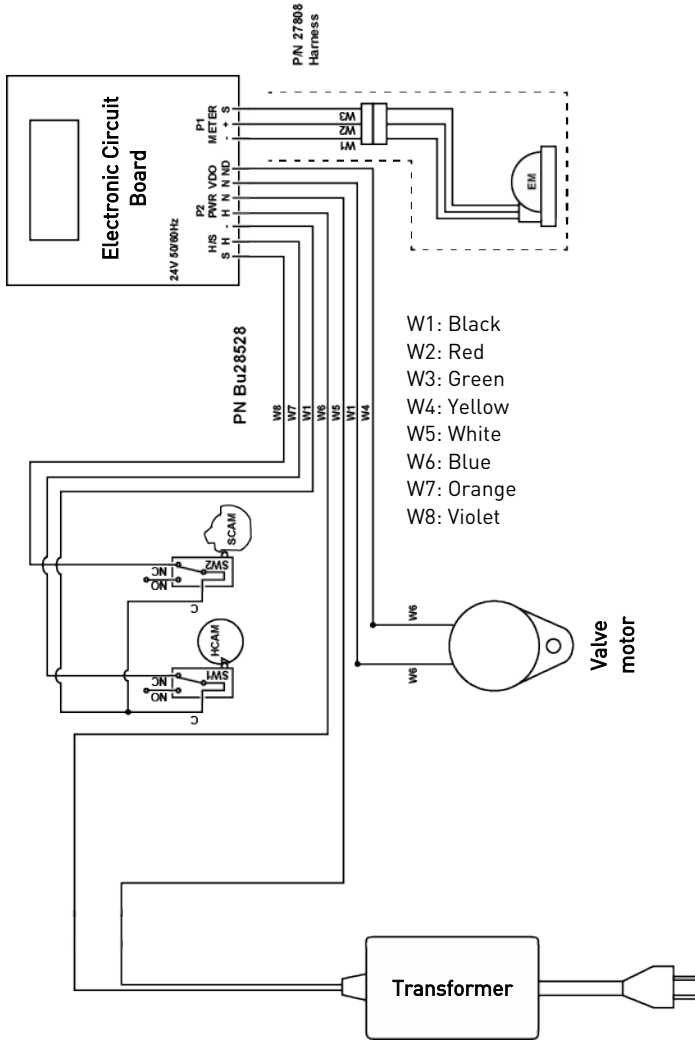 P/N 27808
Harness
Electronic Circuit
Board
24V 50/60Hz
P1
METER
- + S
P2
H/S PWR VDO
S H - H N N ND
W1
W2
W3
EM
PN Bu28528
W8
W7
W1
W6
W5
W1
W4
SCAM
SW2
NC
NO
C
HCAM
SW1
NC
NO
C
W1: Black
W2: Red
W3: Green
W4: Yellow
W5: White
W6: Blue
W7: Orange
W8: Violet
W6
W6
Valve
motor
Transformer